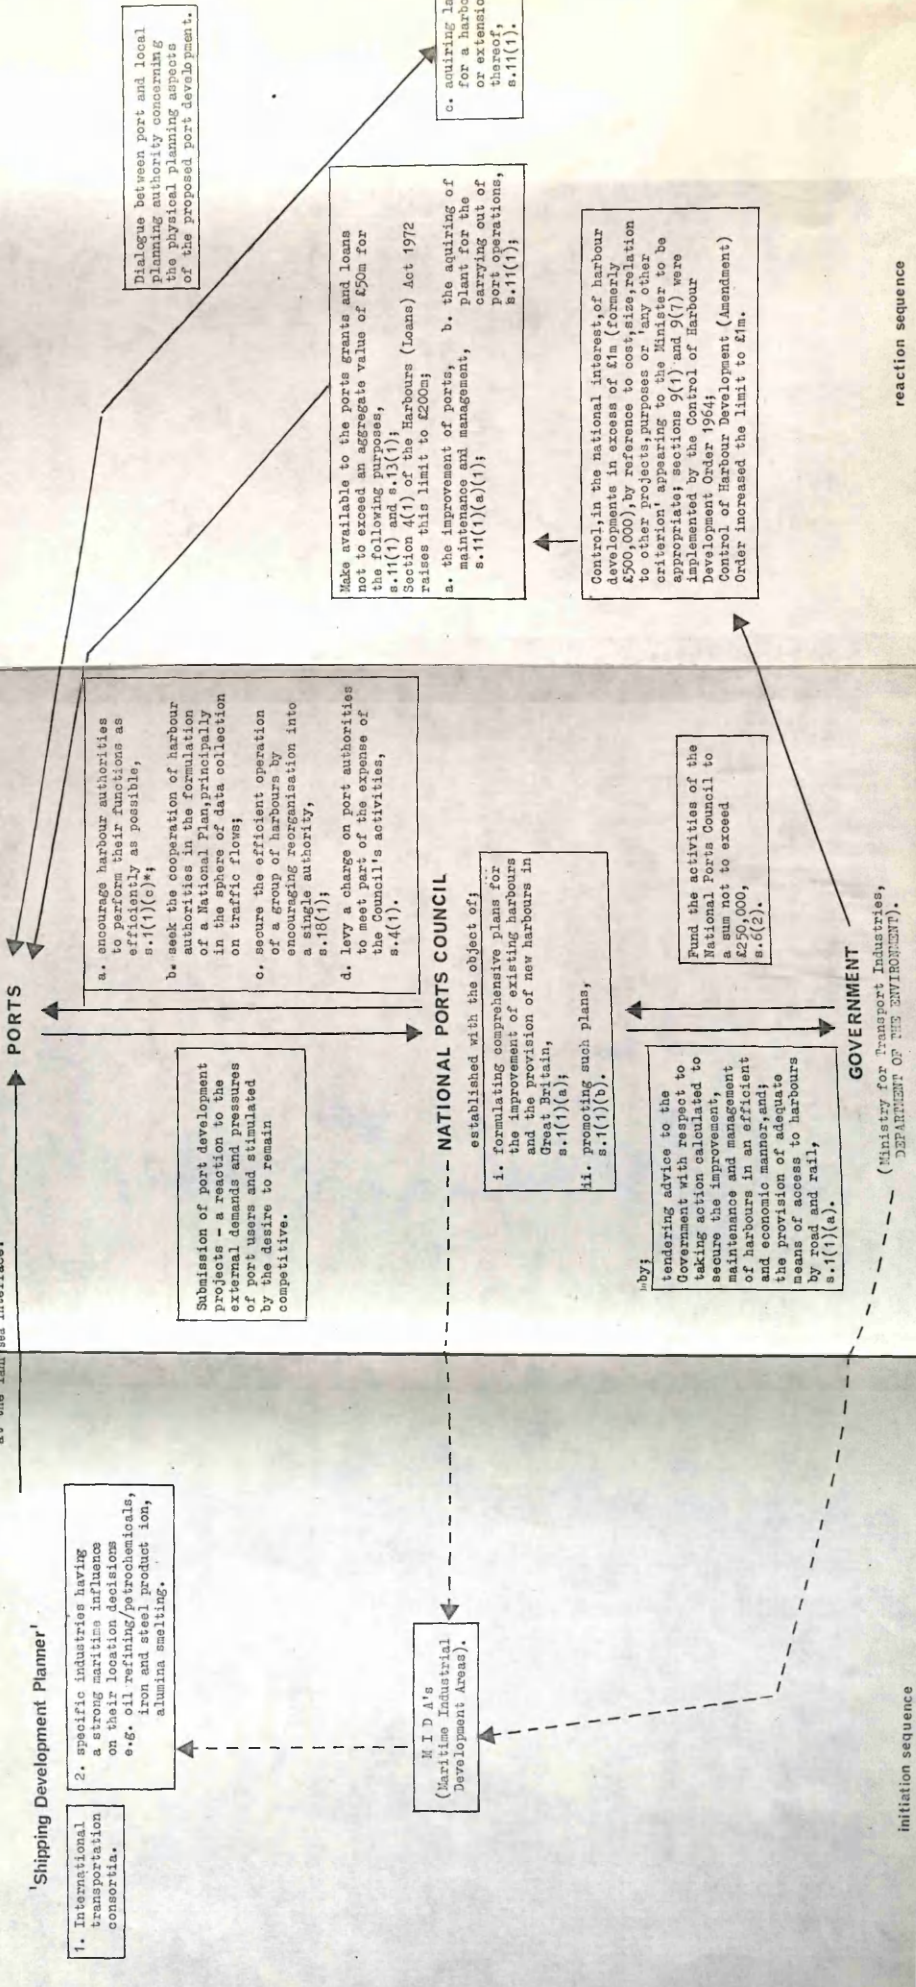 at the
interface.
'Shipping Development Planner'
1. International
transportation
consortia.
2. specific industries having
a strong maritime influence
on their location decisions
e.g. oil refining/petrochemicals,
iron and steel product ion,
alumina smelting.
M I D A's
(Maritime Industrial
Development Areas).
initiation sequence
PORTS
Submission of port development
projects - a reaction to the
external demands and pressures
of port users and stimulated
by the desire to remain
competitive.
a. encourage harbour authorities
to perform their functions as
efficiently as possible,
s.1(1)(c)*;
b. seek the cooperation of harbour
authorities in the formulation
of a National Plan,principally
in the sphere of data collection
on traffic flows;
c. secure the efficient operation
of a group of harbours by
encouraging reorganisation into
a single authority,
s.18(1);
d. levy a charge on port authorities
to meet part of the expense of
the Council's activities,
s.4(1).
NATIONAL PORTS COUNCIL
established with the object of;
i. formulating comprehensive plans for
the improvement of existing harbours
and the provision of new harbours in
Great Britain,
s.1(1)(a);
ii. promoting such plans,
s.1(1)(b).
by;
tendering advice to the
Government with respect to
taking action calculated to
secure the improvement,
maintenance and management
of harbours in an efficient
and economic manner,and;
the provision of adequate
means of access to harbours
by road and rail,
s.1(1)(a).
Fund the activities of the
National Ports Council to
a sum not to exceed
£250,000,
s.6(2).
GOVERNMENT
(Ministry for Transport Industries,
DEPARTMENT OF THE ENVIRONMENT).
Dialogue between port and local
planning authority concerning
the physical planning aspects
of the proposed port development.
Make available to the ports grants and loans
not to exceed an aggregate value of £50m for
the following purposes,
s.11(1) and s.13(1);
Section 4(1) of the Harbours (Loans) Act 1972
raises this limit to £200m;
a. the improvement of ports,
maintenance and management,
s.11(1)(a)(1);
b. the aquiring of
plant for the
carrying out of
port operations,
s.11(1);
c. aquiring
for a
or
thereof,
s.11(1).
Control,in the national interest,of harbour
developments in excess of £1m (formerly
£500,000),by reference to cost,size,relation
to other projects,purposes or 'any other
criterion' appearing to the Minister to be
appropriate; sections 9(1) and 9(7) were
implemented by the Control of Harbour
Development Order 1964;
Control of Harbour Development (Amendment)
Order increased the limit to £1m.
reaction sequence